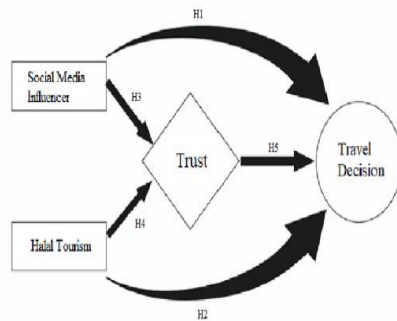 H1
Social Media
Influencer
H3
Trust
H5
Travel
Decision
H4
Halal Tourism
H2